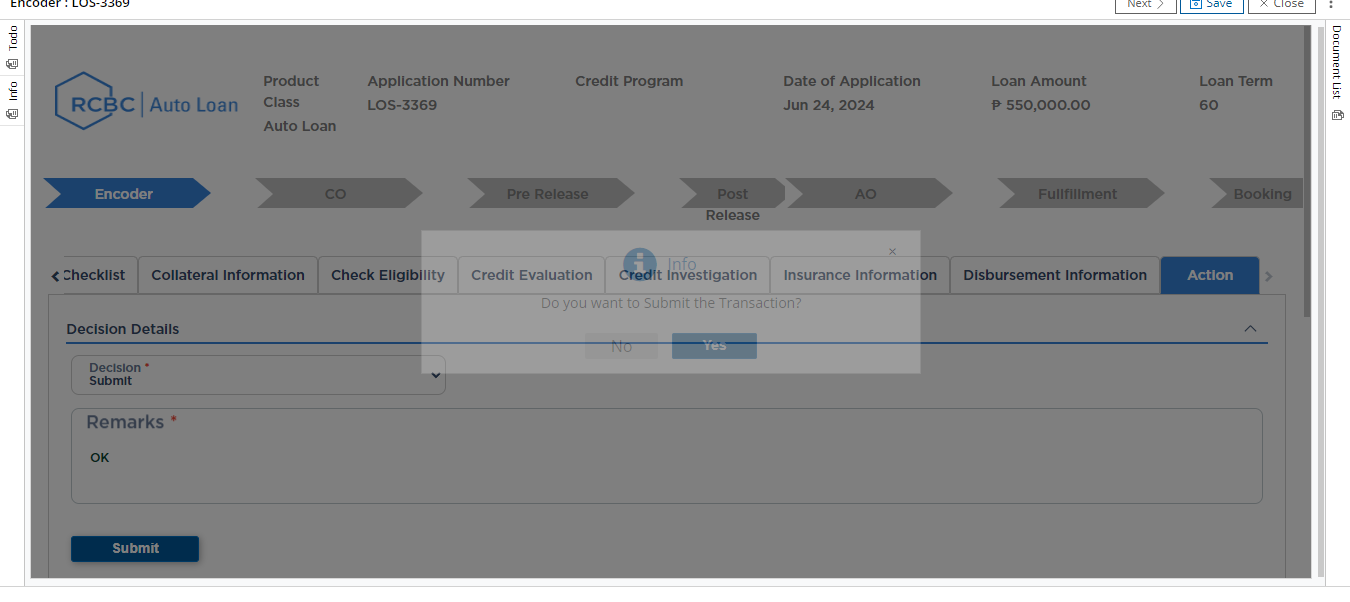 Encoder : LOS-3369
Next
Save
Close
Todo
Info
Document List
RCBC | Auto Loan
Product Class
Auto Loan
Application Number
LOS-3369
Credit Program
Date of Application
Jun 24, 2024
Loan Amount
₱ 550,000.00
Loan Term
60
Encoder
CO
Pre Release
Post Release
AO
Fullfillment
Booking
Checklist
Collateral Information
Check Eligibility
Credit Evaluation
Credit Investigation
Insurance Information
Disbursement Information
Action
Info
Do you want to Submit the Transaction?
No
Yes
Decision Details
Decision *
Submit
Remarks *
OK
Submit